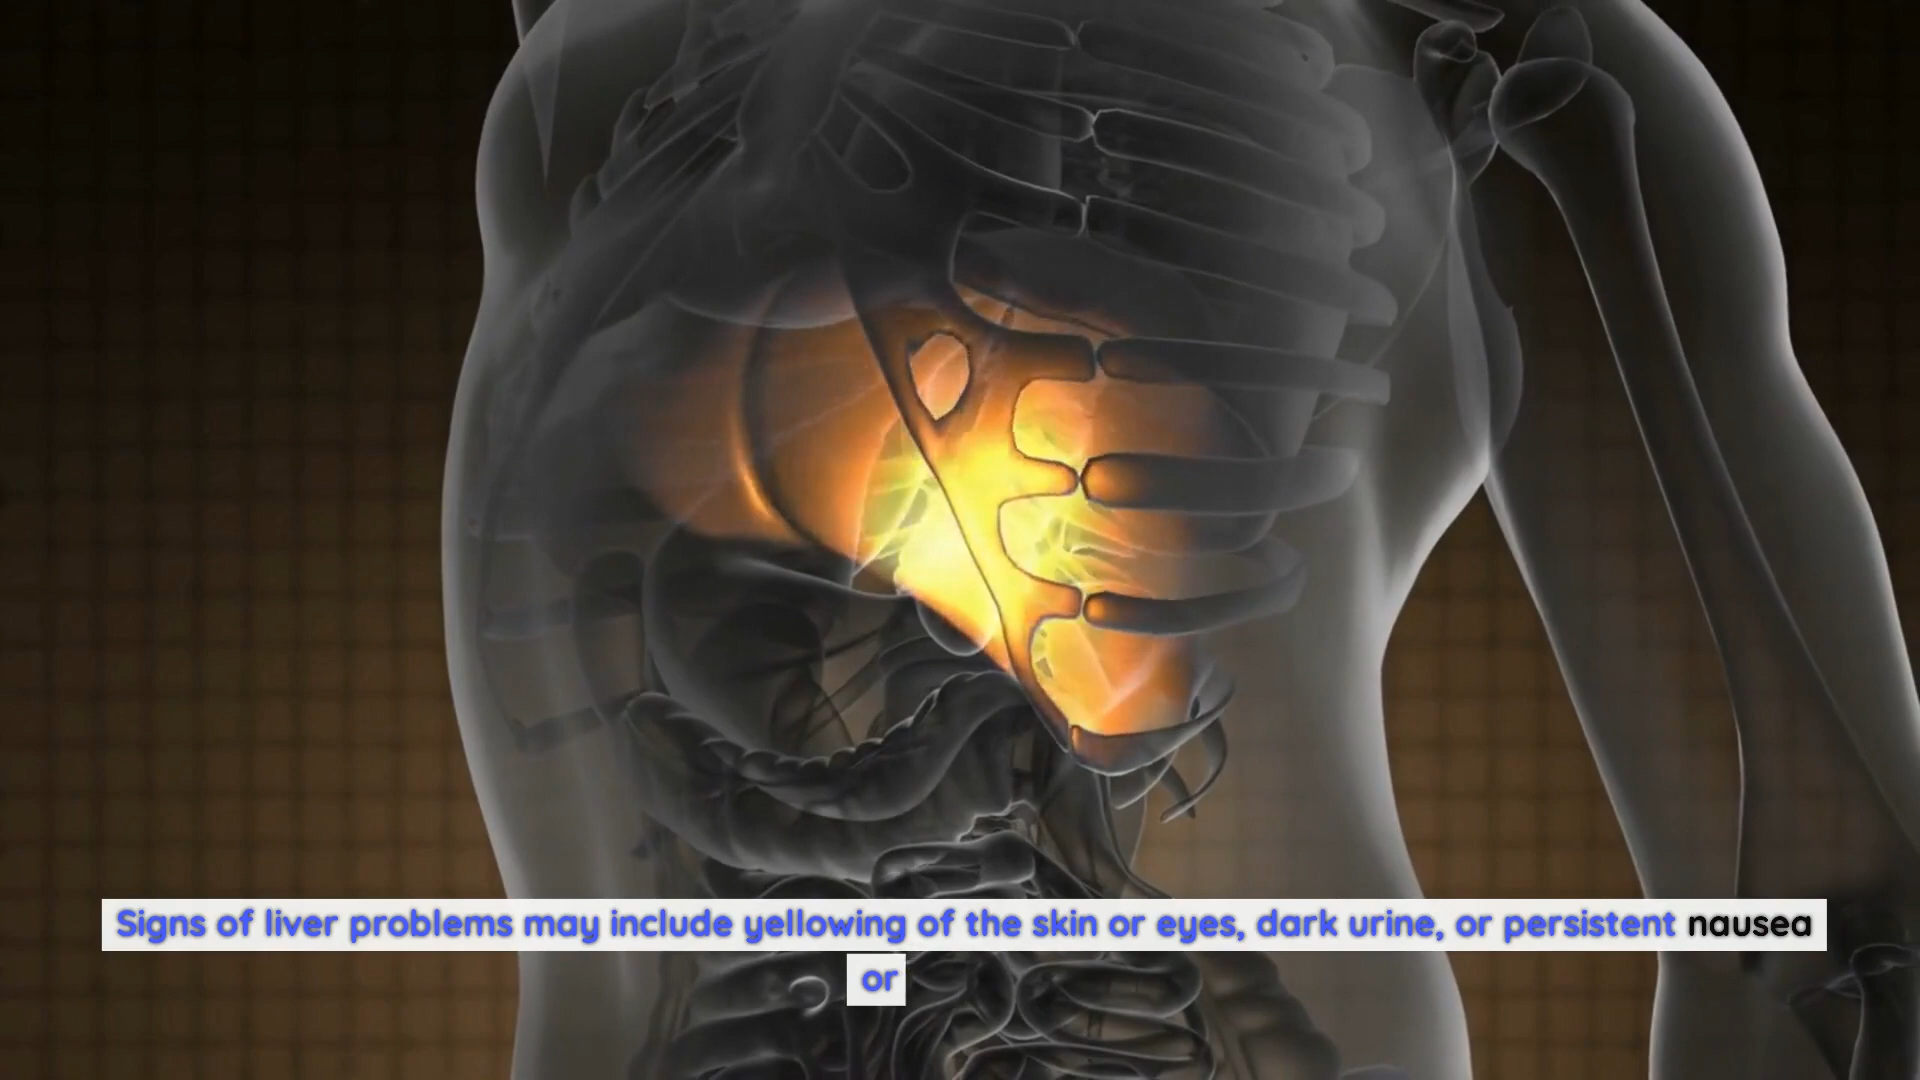 Signs of liver problems may include yellowing of the skin or eyes, dark urine, or persistent nausea
or